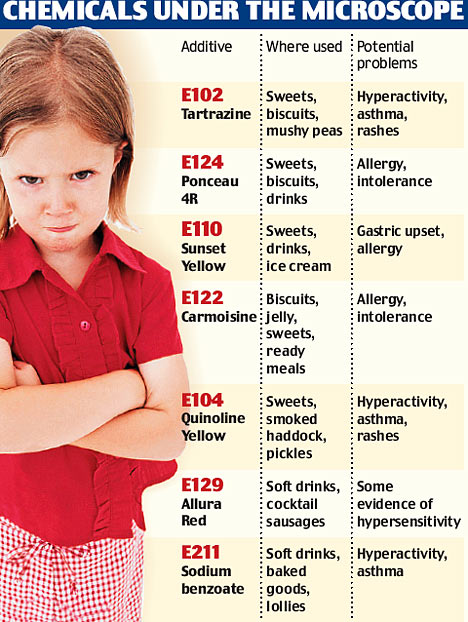 CHEMICALS UNDER THE MICROSCOPE
Additive Where used Potential
problems
E102 Sweets, Hyperactivity,
Tartrazine biscuits, asthma,
mushy peas rashes
E124 Sweets, Allergy,
Ponceau biscuits, intolerance
4R drinks
E110 Sweets, Gastric upset,
Sunset drinks, allergy
Yellow ice cream
E122 Biscuits, Allergy,
Carmoisine jelly, intolerance
sweets,
ready
meals
E104 Sweets, Hyperactivity,
Quinoline smoked asthma,
Yellow haddock, rashes
pickles
E129 Soft drinks, Some
Allura cocktail evidence of
Red sausages hypersensitivity
E211 Soft drinks, Hyperactivity,
Sodium baked asthma
benzoate goods,
lollies